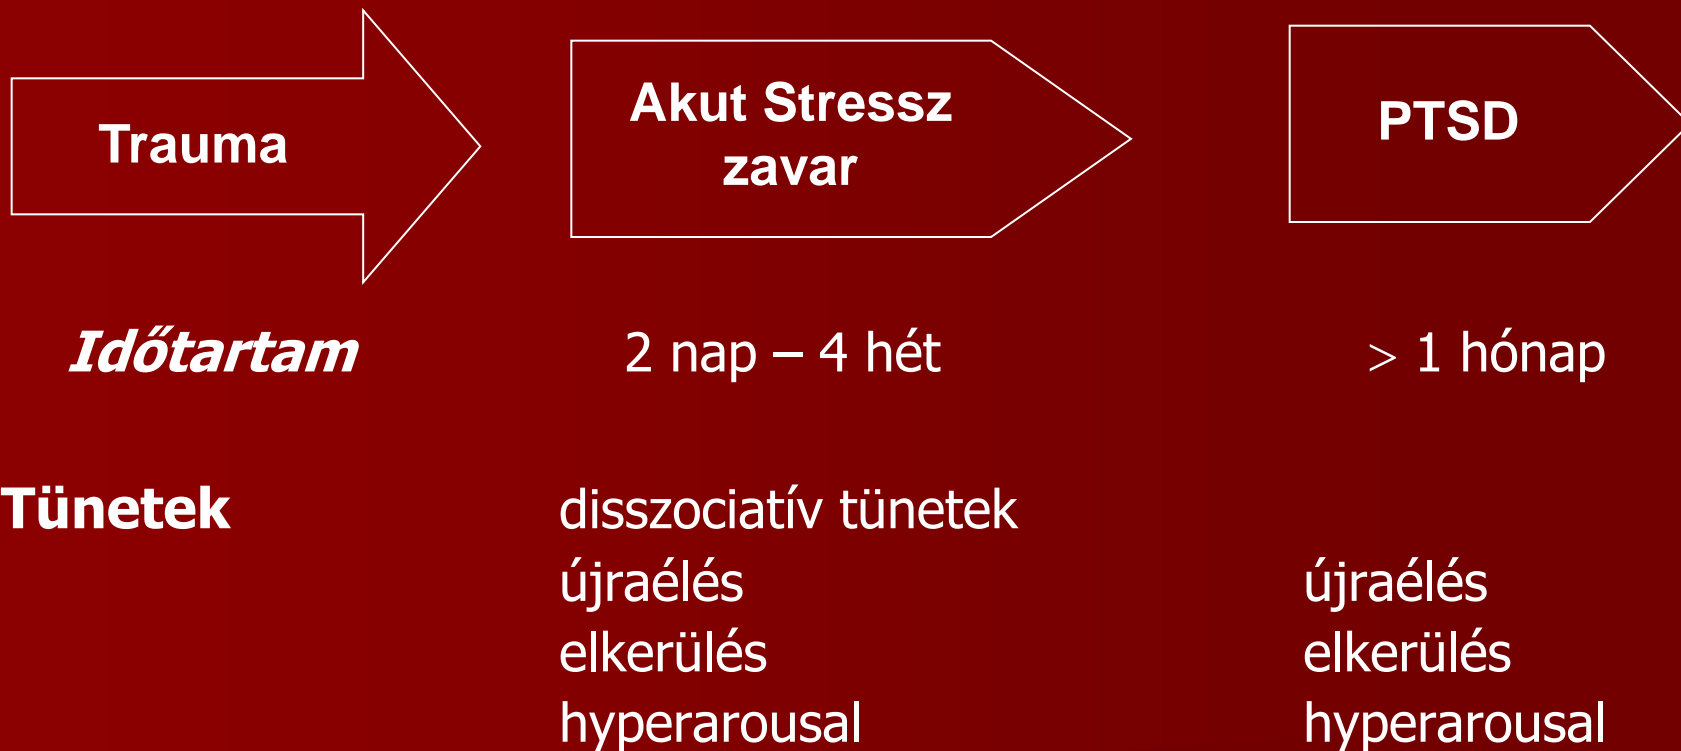 Trauma
Akut Stressz
zavar
PTSD
Időtartam
2 nap – 4 hét
> 1 hónap
Tünetek
disszociatív tünetek
újraélés
újraélés
elkerülés
elkerülés
hyperarousal
hyperarousal